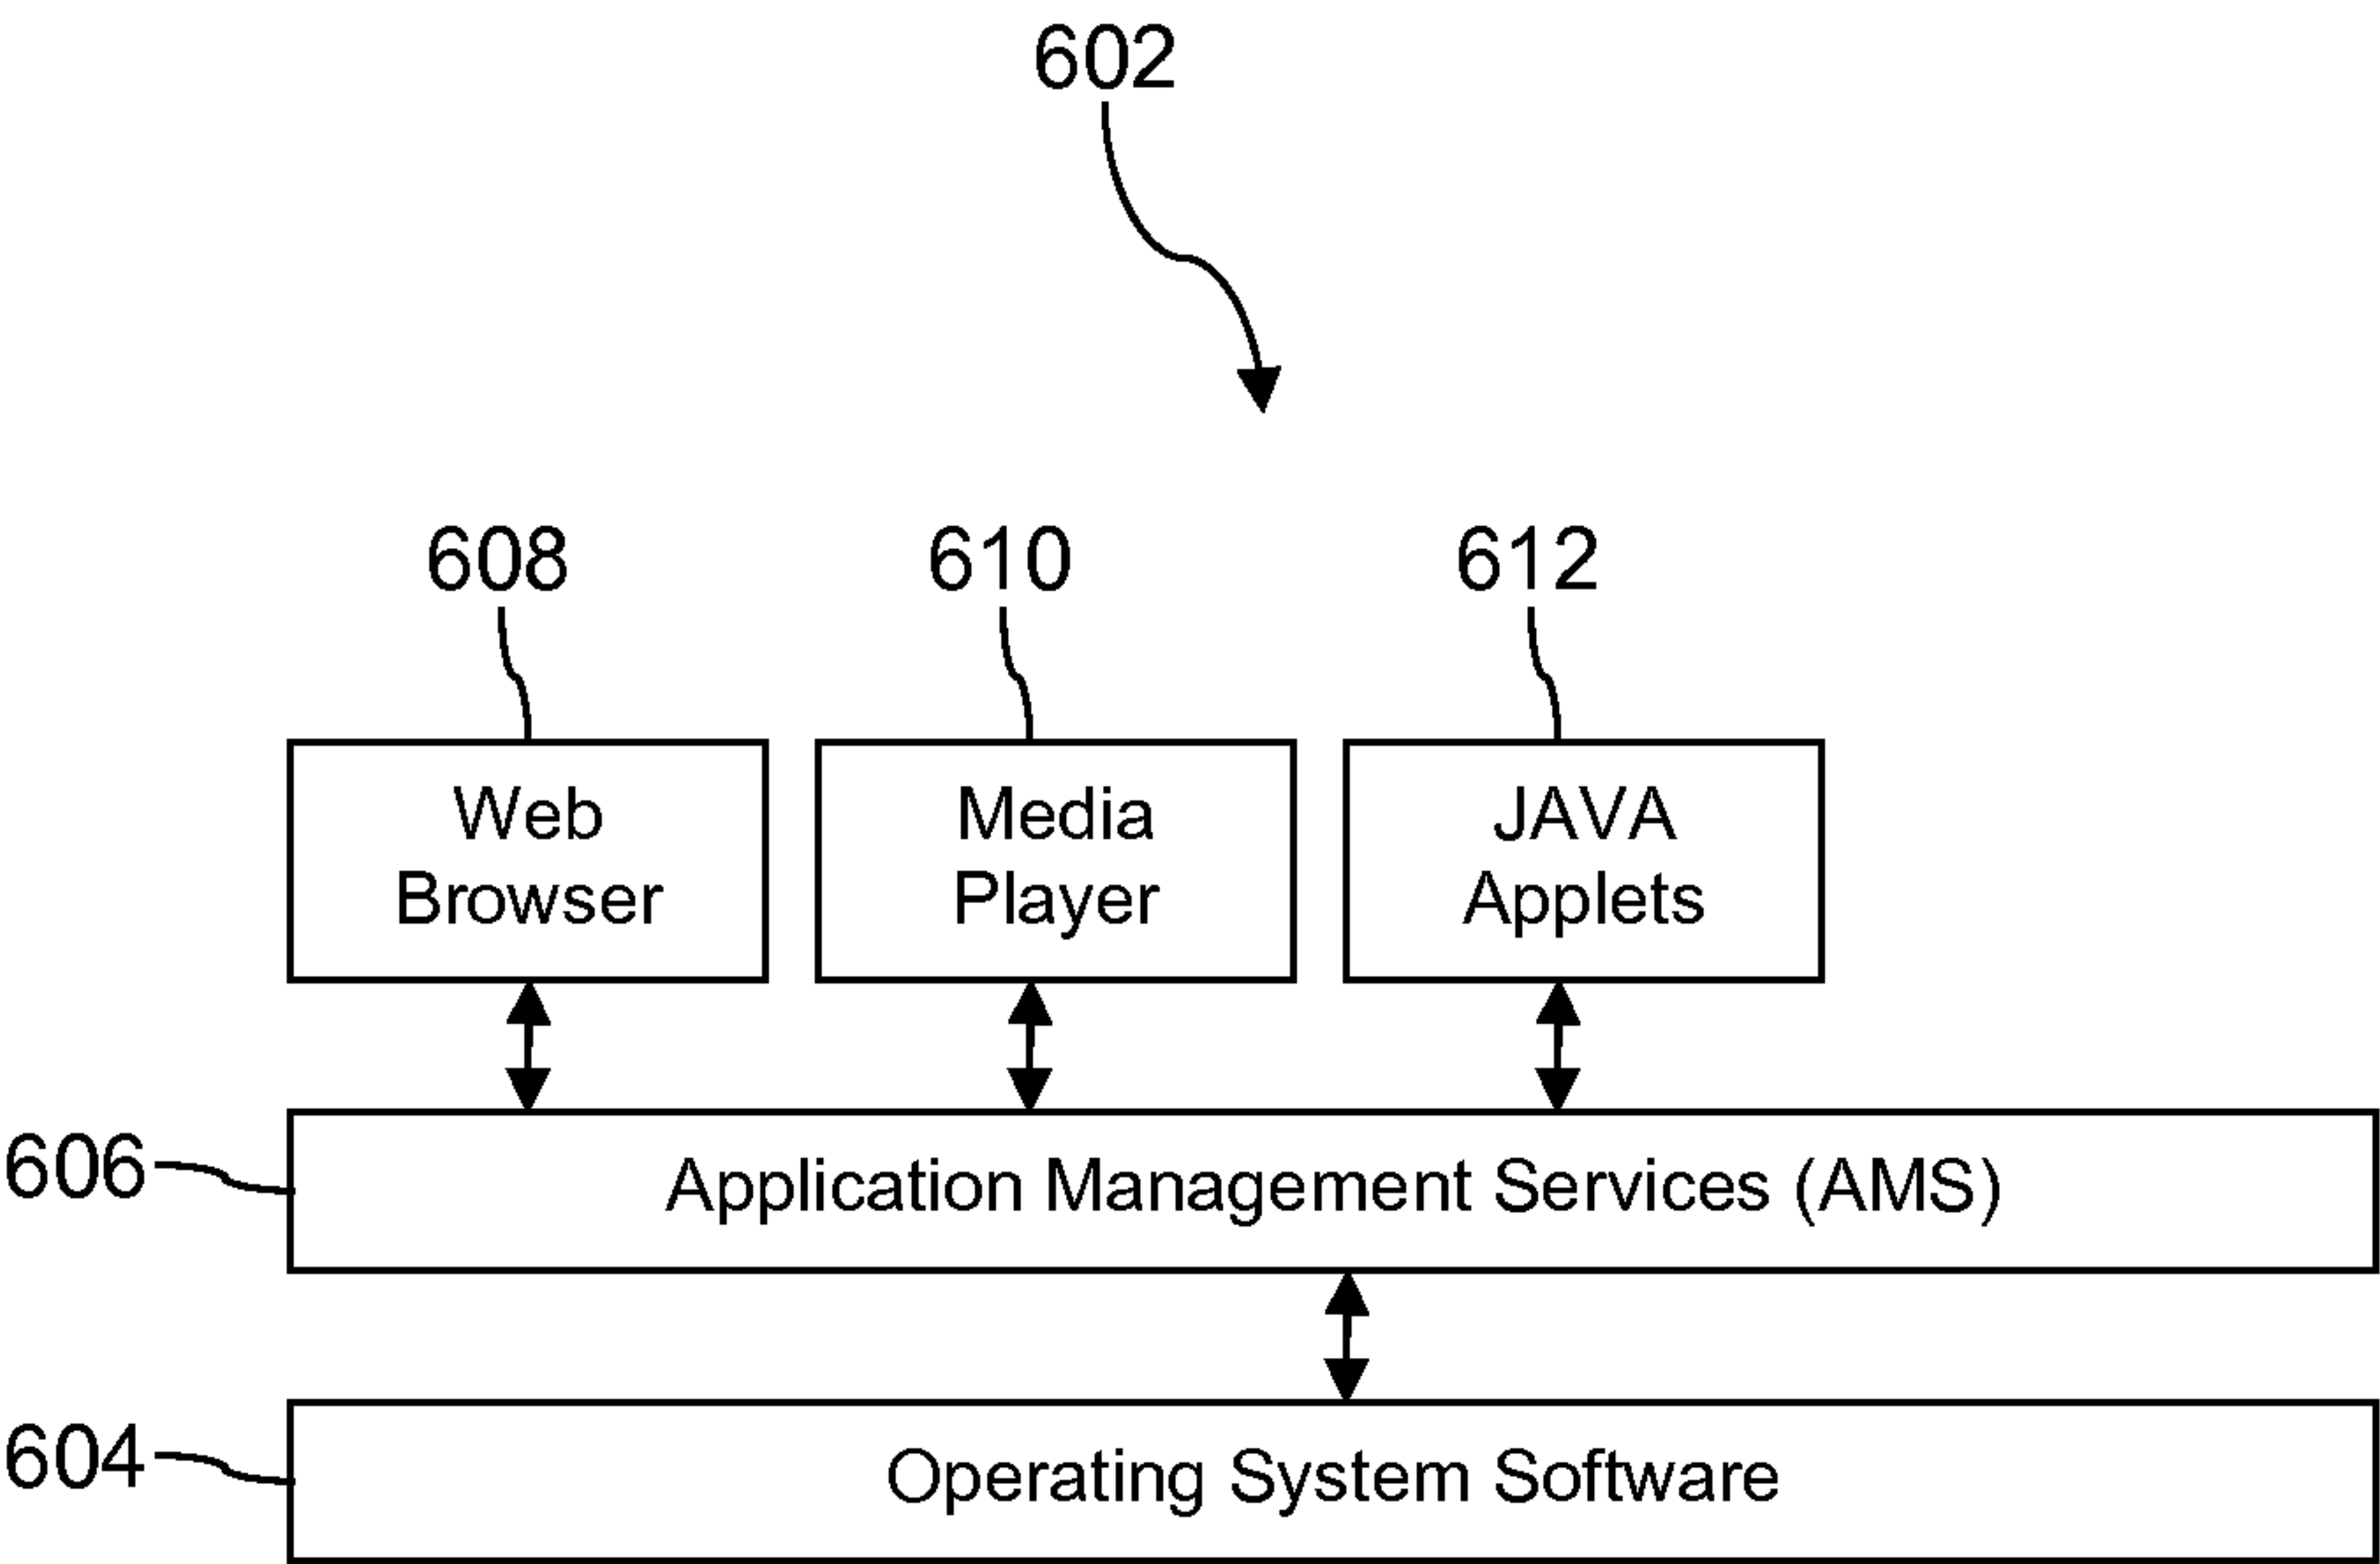 602
608
610
612
Web
Browser
Media
Player
JAVA
Applets
606
Application Management Services (AMS)
604
Operating System Software